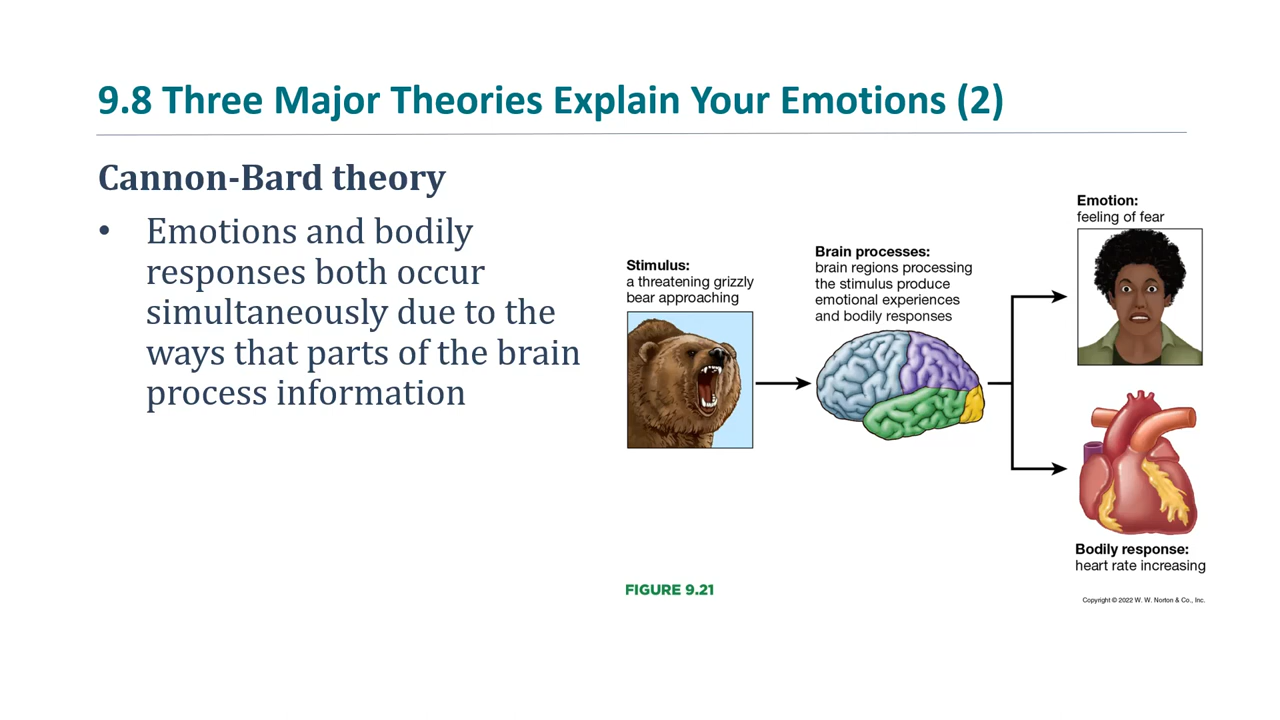 9.8 Three Major Theories Explain Your Emotions (2)
Cannon-Bard theory
• Emotions and bodily
responses both occur
simultaneously due to the
ways that parts of the brain
process information
Stimulus:
a threatening grizzly
bear approaching
Brain processes:
brain regions processing
the stimulus produce
emotional experiences
and bodily responses
Emotion:
feeling of fear
Bodily response:
heart rate increasing
FIGURE 9.21
Copyright © 2022 W. W. Norton & Co., Inc.